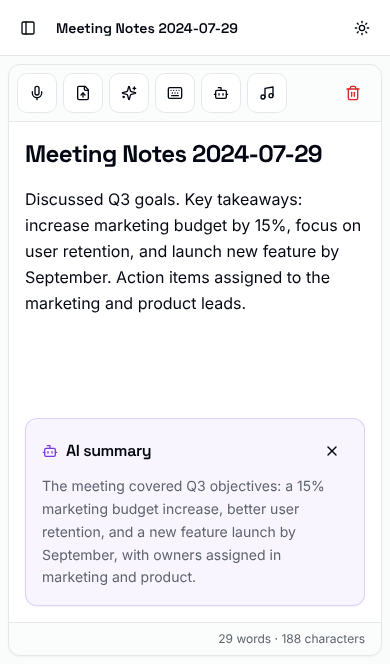 Meeting Notes 2024-07-29
Meeting Notes 2024-07-29
Discussed Q3 goals. Key takeaways:
increase marketing budget by 15%, focus on
user retention, and launch new feature by
September. Action items assigned to the
marketing and product leads.
AI summary
The meeting covered Q3 objectives: a 15%
marketing budget increase, better user
retention, and a new feature launch by
September, with owners assigned in
marketing and product.
29 words · 188 characters